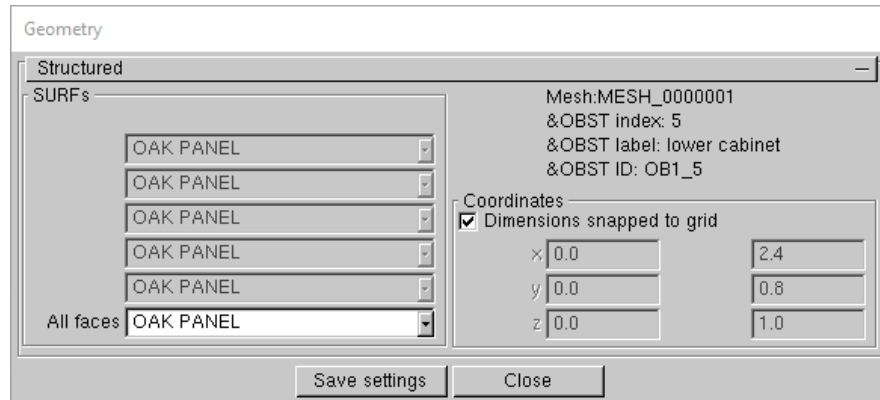 Geometry
Structured
SURFs
OAK PANEL
OAK PANEL
OAK PANEL
OAK PANEL
OAK PANEL
All faces OAK PANEL
Mesh:MESH_0000001
&OBST index: 5
&OBST label: lower cabinet
&OBST ID: OB1_5
Coordinates
Dimensions snapped to grid
x 0.0 2.4
y 0.0 0.8
z 0.0 1.0
Save settings Close